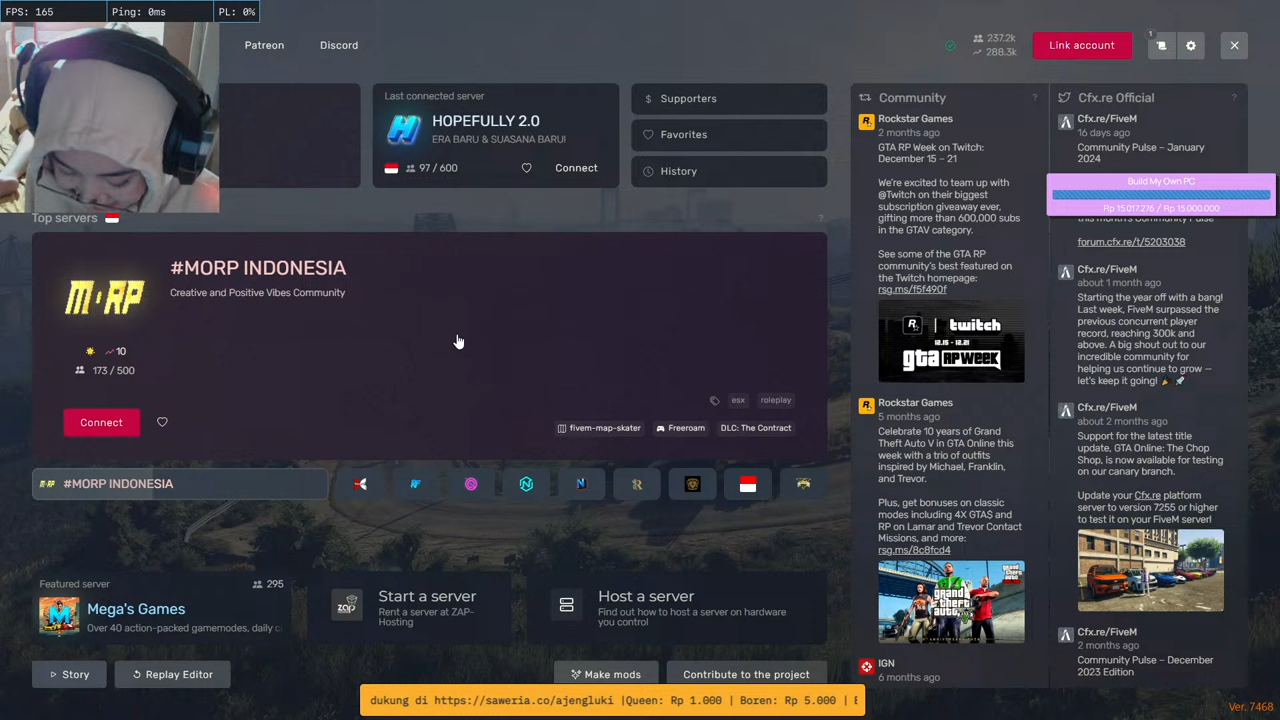 FPS: 165
Ping: 0ms
PL: 0%
Patreon
Discord
237.2k
288.3k
Link account
1
Last connected server
HOPEFULLY 2.0
ERA BARU & SUASANA BARU!
97 / 600
Connect
$ Supporters
Favorites
History
Top servers
?
M·RP
#MORP INDONESIA
Creative and Positive Vibes Community
10
173 / 500
Connect
esx
roleplay
fivem-map-skater
Freeroam
DLC: The Contract
#MORP INDONESIA
Featured server
295
Mega's Games
Over 40 action-packed gamemodes, daily c
ZAP
Start a server
Rent a server at ZAP-
Hosting
Host a server
Find out how to host a server on hardware
you control
Story
Replay Editor
Make mods
Contribute to the project
Community
?
Rockstar Games
2 months ago
GTA RP Week on Twitch:
December 15 – 21
We're excited to team up with
@Twitch on their biggest
subscription giveaway ever,
gifting more than 600,000 subs
in the GTAV category.
See some of the GTA RP
community's best featured on
the Twitch homepage:
rsg.ms/f5f490f
R | twitch
12.15 - 12.21
gta RP WEEK
Rockstar Games
5 months ago
Celebrate 10 years of Grand
Theft Auto V in GTA Online this
week with a trio of outfits
inspired by Michael, Franklin,
and Trevor.
Plus, get bonuses on classic
modes including 4X GTA$ and
RP on Lamar and Trevor Contact
Missions, and more:
rsg.ms/8c8fcd4
IGN
6 months ago
Cfx.re Official
?
Cfx.re/FiveM
16 days ago
Community Pulse – January
2024
Build My Own PC
Rp 15.017.276 / Rp 15.000.000
this month's Community Pulse
forum.cfx.re/t/5203038
Cfx.re/FiveM
about 1 month ago
Starting the year off with a bang!
Last week, FiveM surpassed the
previous concurrent player
record, reaching 300k and
above. A big shout out to our
incredible community for
helping us continue to grow —
let's keep it going!
Cfx.re/FiveM
about 2 months ago
Support for the latest title
update, GTA Online: The Chop
Shop, is now available for testing
on our canary branch.
Update your Cfx.re platform
server to version 7255 or higher
to test it on your FiveM server!
Cfx.re/FiveM
2 months ago
Community Pulse – December
2023 Edition
dukung di https://saweria.co/ajengluki |Queen: Rp 1.000 | Boren: Rp 5.000 |
Ver. 7468